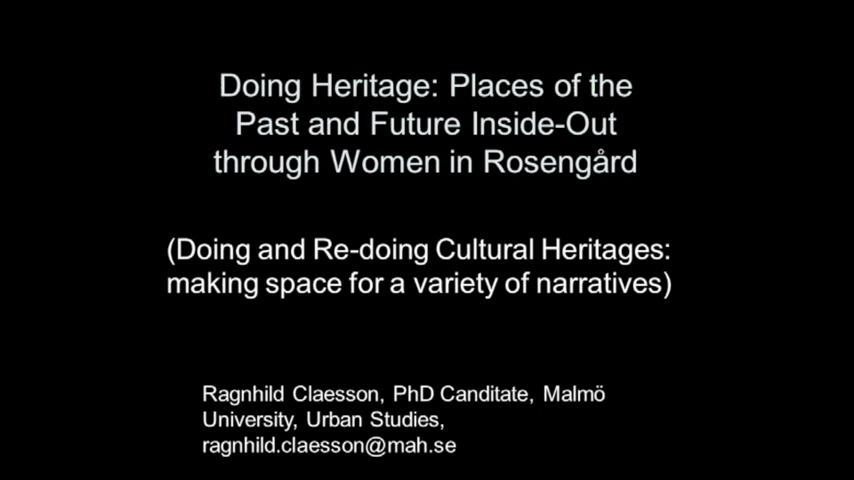 Doing Heritage: Places of the
Past and Future Inside-Out
through Women in Rosengård
(Doing and Re-doing Cultural Heritages:
making space for a variety of narratives)
Ragnhild Claesson, PhD Canditate, Malmö
University, Urban Studies,
ragnhild.claesson@mah.se